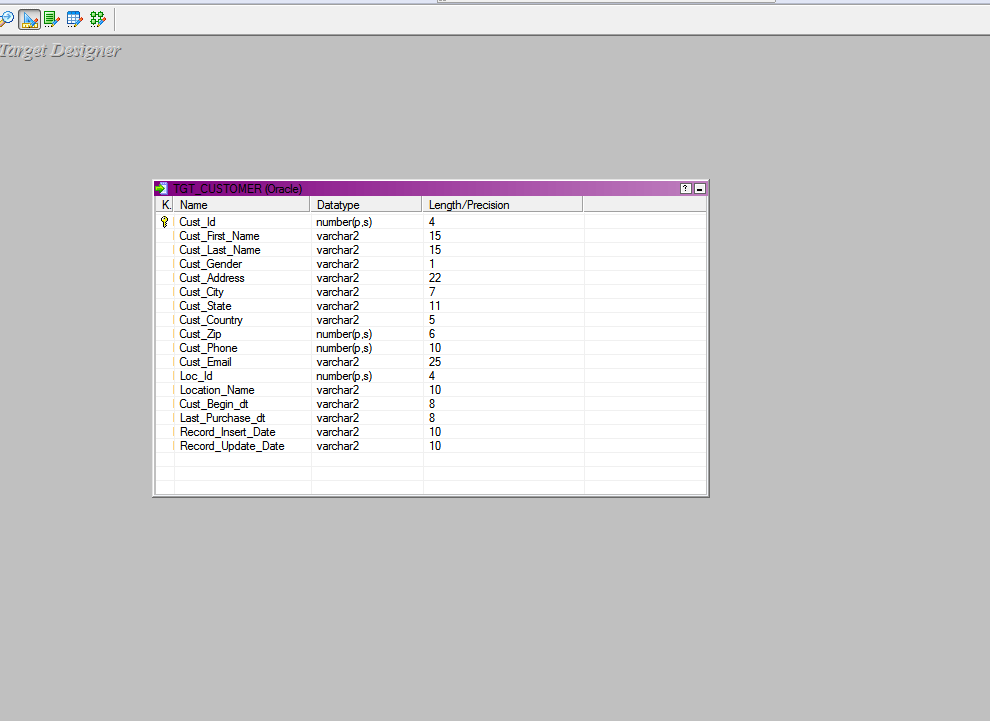 Target Designer
TGT_CUSTOMER (Oracle)
K. Name Datatype Length/Precision
Cust_Id number(p,s) 4
Cust_First_Name varchar2 15
Cust_Last_Name varchar2 15
Cust_Gender varchar2 1
Cust_Address varchar2 22
Cust_City varchar2 7
Cust_State varchar2 11
Cust_Country varchar2 5
Cust_Zip number(p,s) 6
Cust_Phone number(p,s) 10
Cust_Email varchar2 25
Loc_Id number(p,s) 4
Location_Name varchar2 10
Cust_Begin_dt varchar2 8
Last_Purchase_dt varchar2 8
Record_Insert_Date varchar2 10
Record_Update_Date varchar2 10